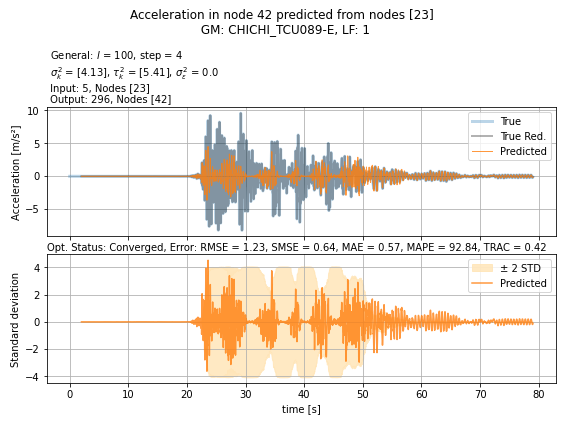 Acceleration in node 42 predicted from nodes [23]
GM: CHICHI_TCU089-E, LF: 1
General: l = 100, step = 4
σ²ₖ = [4.13], τ²ₖ = [5.41], σ²ε = 0.0
Input: 5, Nodes [23]
Output: 296, Nodes [42]
Acceleration [m/s²]
10
5
0
−5
True
True Red.
Predicted
Opt. Status: Converged, Error: RMSE = 1.23, SMSE = 0.64, MAE = 0.57, MAPE = 92.84, TRAC = 0.42
Standard deviation
4
2
0
−2
−4
± 2 STD
Predicted
0 10 20 30 40 50 60 70 80
time [s]